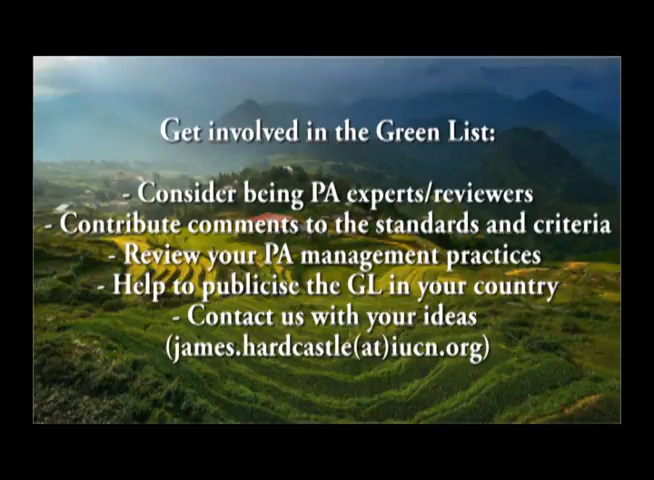 Get involved in the Green List:
- Consider being PA experts/reviewers
- Contribute comments to the standards and criteria
- Review your PA management practices
- Help to publicise the GL in your country
- Contact us with your ideas
(james.hardcastle(at)iucn.org)